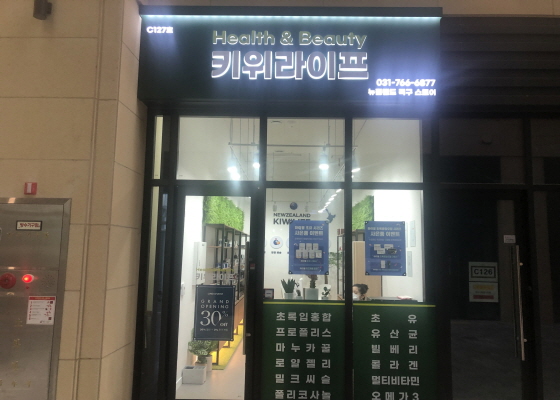 C127호
Health & Beauty
키위라이프
031-766-6877
뉴질랜드 직구 스토어
NEWZEALAND
C126
GRAND
OPENING
30%
OFF
초록입홍합
프로폴리스
마누카꿀
로얄젤리
밀크씨슬
폴리코사놀
초유
유산균
빌베리
콜라겐
멀티비타민
오메가3